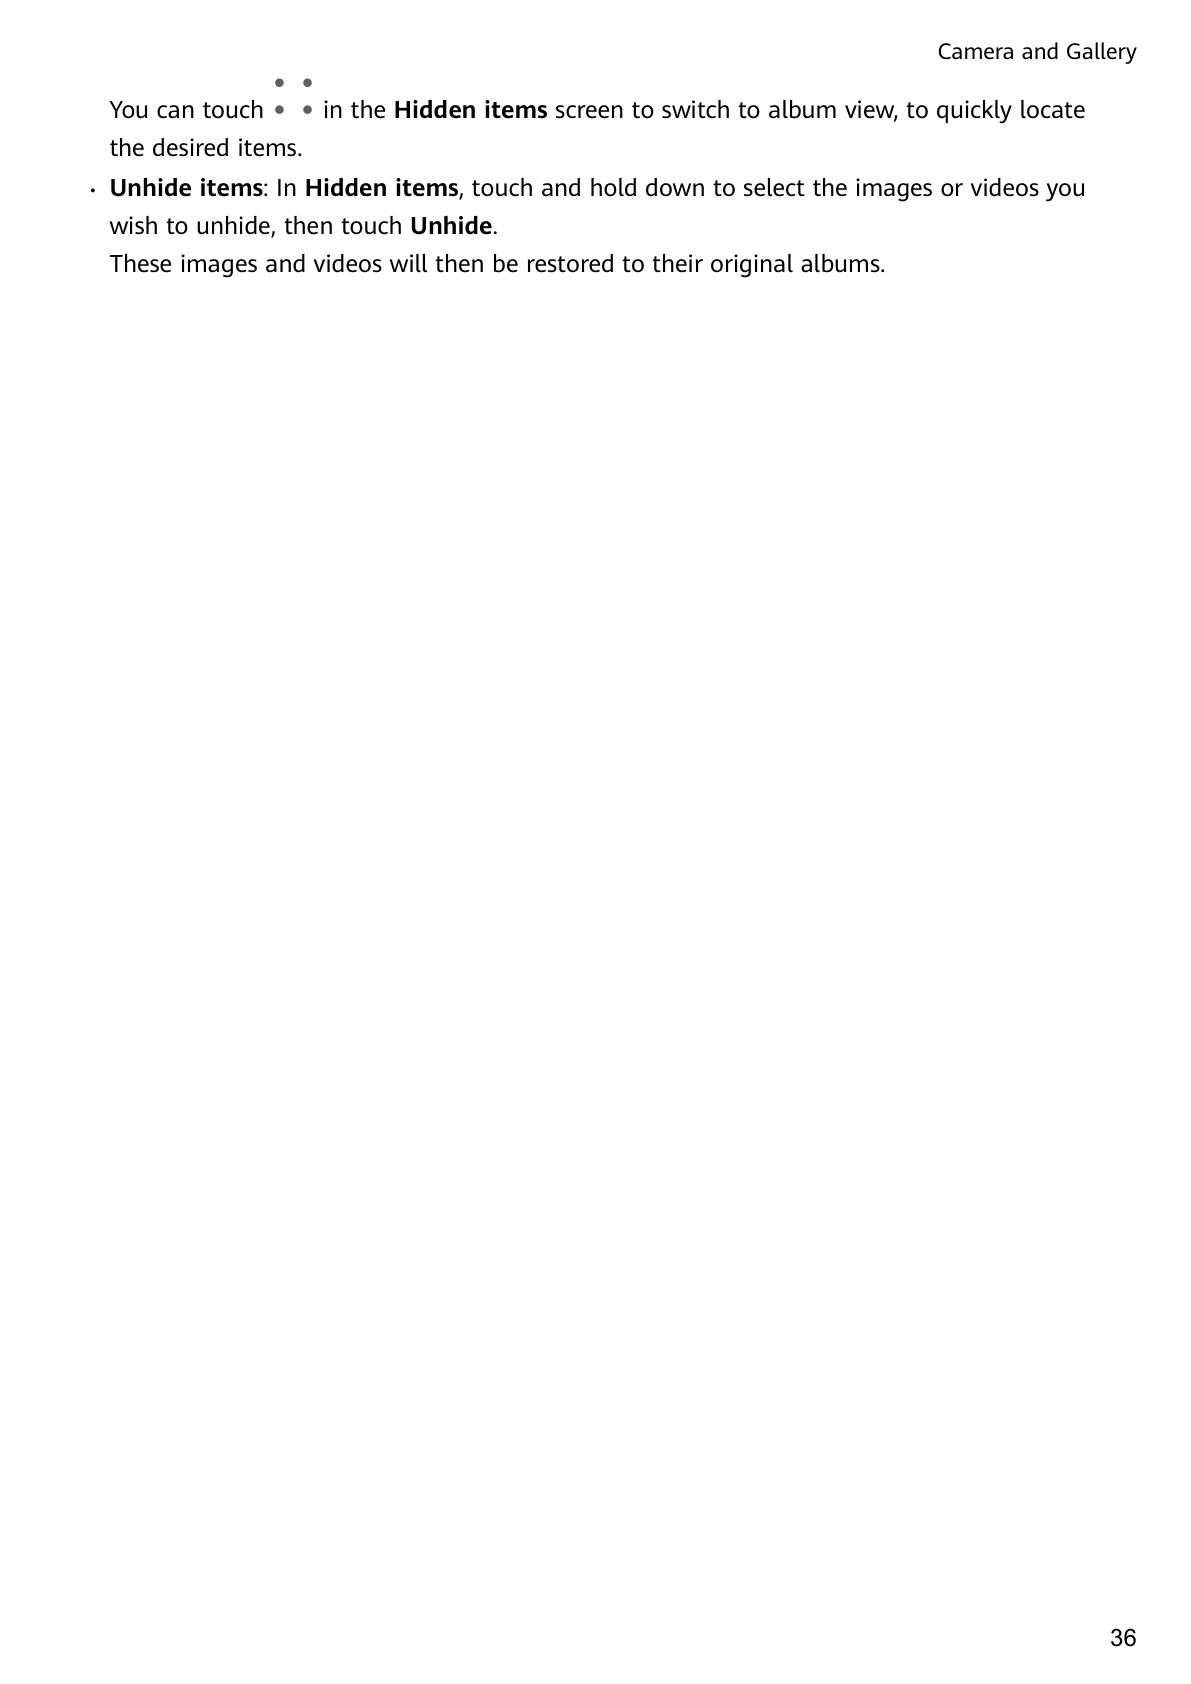 Camera and Gallery
You can touch in the Hidden items screen to switch to album view, to quickly locate
the desired items.
• Unhide items: In Hidden items, touch and hold down to select the images or videos you
wish to unhide, then touch Unhide.
These images and videos will then be restored to their original albums.
36